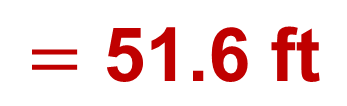 = 51.6 ft